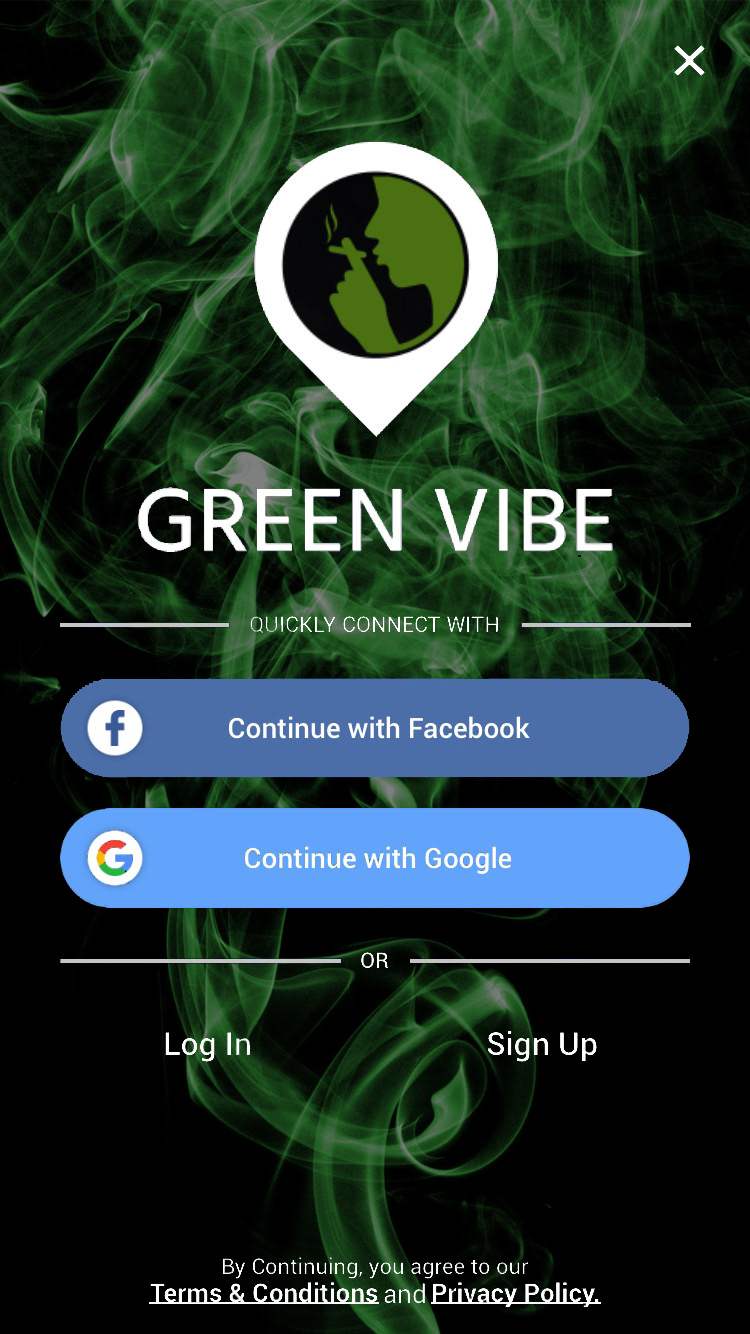 GREEN VIBE
QUICKLY CONNECT WITH
Continue with Facebook
Continue with Google
OR
Log In
Sign Up
By Continuing, you agree to our
Terms & Conditions and Privacy Policy.